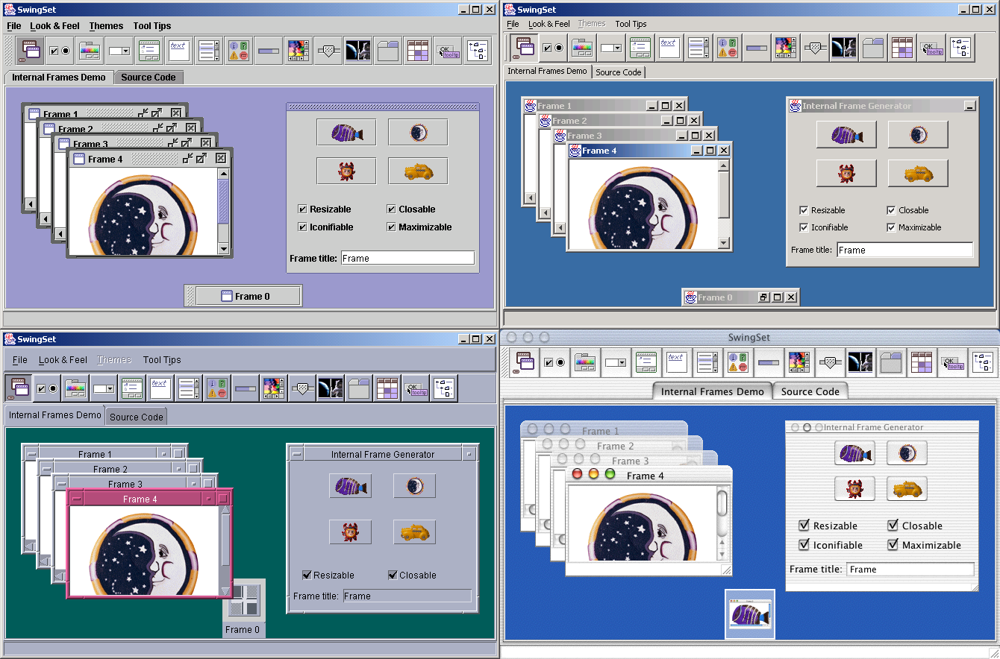 SwingSet
File Look & Feel Themes Tool Tips
text
OK
tooltip
Internal Frames Demo Source Code
Frame 1
Frame 2
Frame 3
Frame 4
Resizable Closable
Iconifiable Maximizable
Frame title: Frame
Frame 0
SwingSet
File Look & Feel Themes Tool Tips
text
OK
tooltip
Internal Frames Demo Source Code
Frame 1
Frame 2
Frame 3
Frame 4
Internal Frame Generator
Resizable Closable
Iconifiable Maximizable
Frame title: Frame
Frame 0
SwingSet
File Look & Feel Themes Tool Tips
text
OK
tooltip
Internal Frames Demo Source Code
Frame 1
Frame 2
Frame 3
Frame 4
Internal Frame Generator
Resizable Closable
Frame title: Frame
Frame 0
SwingSet
text
OK
tooltip
Internal Frames Demo Source Code
Frame 1
Frame 2
Frame 3
Frame 4
Internal Frame Generator
Resizable Closable
Iconifiable Maximizable
Frame title: Frame